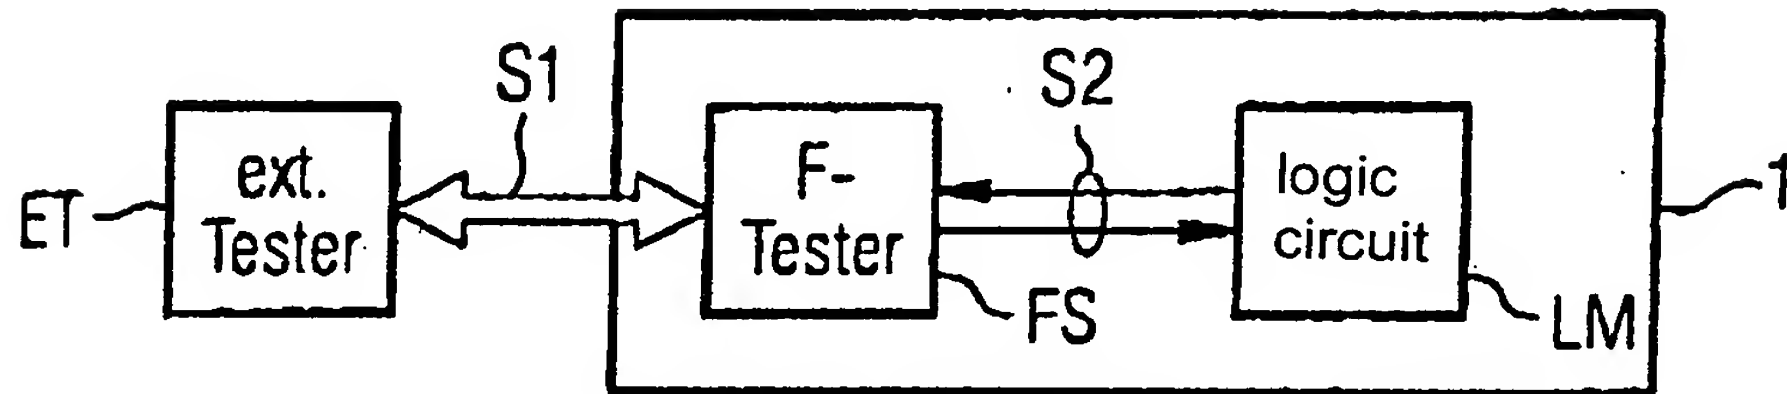 S1
S2
ext.
Tester
F-
Tester
logic
circuit
ET
1
FS
LM